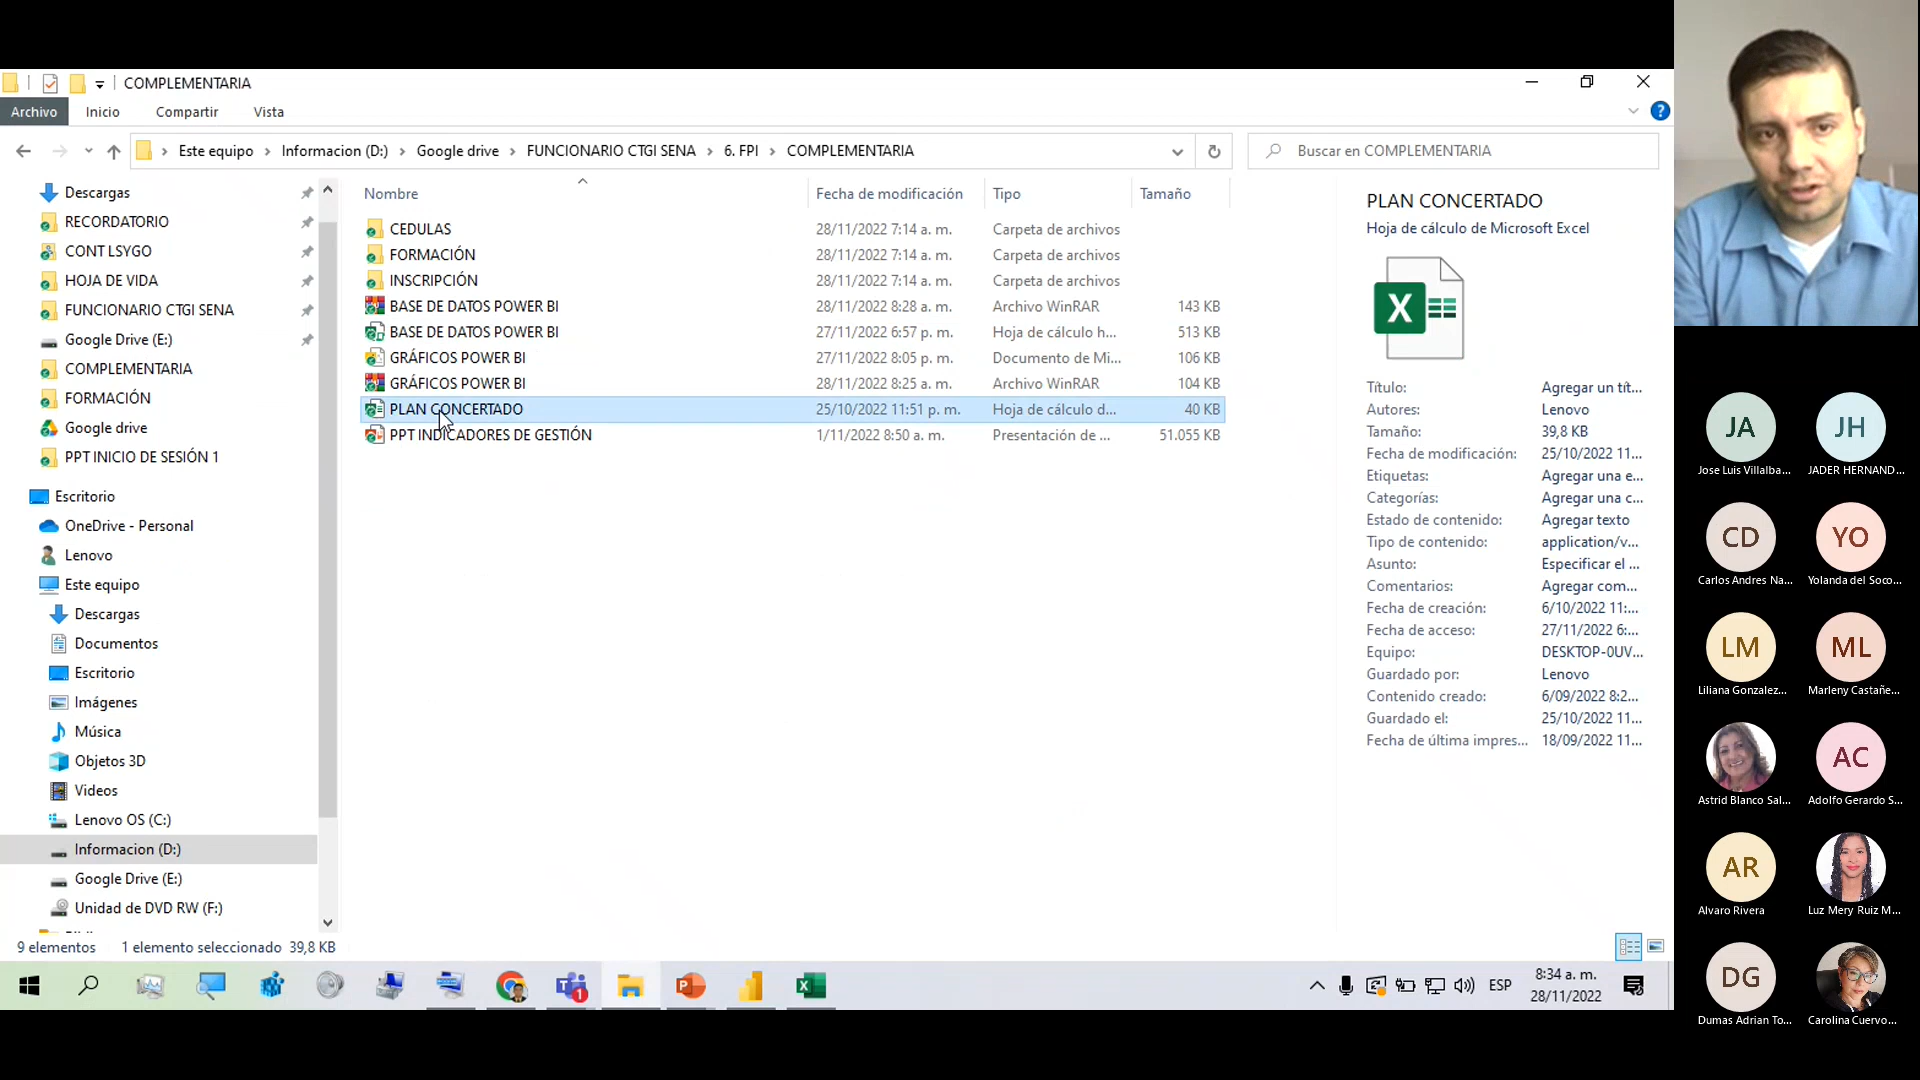 COMPLEMENTARIA
Archivo Inicio Compartir Vista
Este equipo > Informacion (D:) > Google drive > FUNCIONARIO CTGI SENA > 6. FPI > COMPLEMENTARIA
Buscar en COMPLEMENTARIA
Descargas
RECORDATORIO
CONT LSYGO
HOJA DE VIDA
FUNCIONARIO CTGI SENA
Google Drive (E:)
COMPLEMENTARIA
FORMACIÓN
Google drive
PPT INICIO DE SESIÓN 1
Escritorio
OneDrive - Personal
Lenovo
Este equipo
Descargas
Documentos
Escritorio
Imágenes
Música
Objetos 3D
Videos
Lenovo OS (C:)
Informacion (D:)
Google Drive (E:)
Unidad de DVD RW (F:)
Nombre Fecha de modificación Tipo Tamaño
CEDULAS 28/11/2022 7:14 a. m. Carpeta de archivos
FORMACIÓN 28/11/2022 7:14 a. m. Carpeta de archivos
INSCRIPCIÓN 28/11/2022 7:14 a. m. Carpeta de archivos
BASE DE DATOS POWER BI 28/11/2022 8:28 a. m. Archivo WinRAR 143 KB
BASE DE DATOS POWER BI 27/11/2022 6:57 p. m. Hoja de cálculo h... 513 KB
GRÁFICOS POWER BI 27/11/2022 8:05 p. m. Documento de Mi... 106 KB
GRÁFICOS POWER BI 28/11/2022 8:25 a. m. Archivo WinRAR 104 KB
PLAN CONCERTADO 25/10/2022 11:51 p. m. Hoja de cálculo d... 40 KB
PPT INDICADORES DE GESTIÓN 1/11/2022 8:50 a. m. Presentación de ... 51.055 KB
PLAN CONCERTADO
Hoja de cálculo de Microsoft Excel
X
Título: Agregar un tít...
Autores: Lenovo
Tamaño: 39,8 KB
Fecha de modificación: 25/10/2022 11...
Etiquetas: Agregar una e...
Categorías: Agregar una c...
Estado de contenido: Agregar texto
Tipo de contenido: application/v...
Asunto: Especificar el ...
Comentarios: Agregar com...
Fecha de creación: 6/10/2022 11:...
Fecha de acceso: 27/11/2022 6:...
Equipo: DESKTOP-0UV...
Guardado por: Lenovo
Contenido creado: 6/09/2022 8:2...
Guardado el: 25/10/2022 11...
Fecha de última impres... 18/09/2022 11...
9 elementos 1 elemento seleccionado 39,8 KB
ESP
8:34 a. m.
28/11/2022
JA JH
Jose Luis Villalba... JADER HERNAND...
CD YO
Carlos Andres Na... Yolanda del Soco...
LM ML
Liliana Gonzalez... Marleny Castañe...
AC
Astrid Blanco Sal... Adolfo Gerardo S...
AR
Alvaro Rivera Luz Mery Ruiz M...
DG
Dumas Adrian To... Carolina Cuervo...